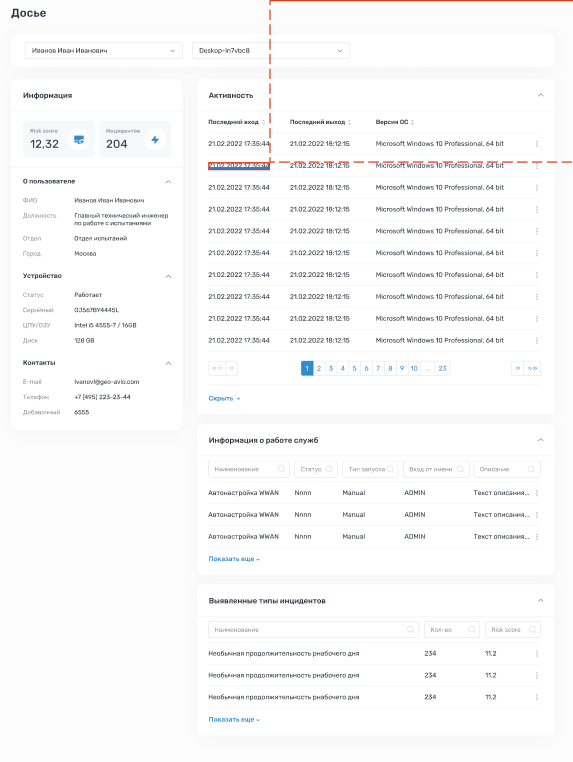 Досье
Иванов Иван Иванович
Deskop-ln7vbc8
Информация
Risk score
12,32
Инцидентов
204
О пользователе
ФИО Иванов Иван Иванович
Должность Главный технический инженер
по работе с испытаниями
Отдел Отдел испытаний
Город Москва
Устройство
Статус Работает
Серийный OJ567BY4445L
ЦПУ/ОЗУ Intel i5 4555-7 / 16GB
Диск 128 GB
Контакты
E-mail IvanovI@geo-avio.com
Телефон +7 (495) 223-23-44
Добавочный 6555
Активность
Последний вход Последний выход Версия ОС
21.02.2022 17:35:44 21.02.2022 18:12:15 Microsoft Windows 10 Professional, 64 bit
21.02.2022 17:35:44 21.02.2022 18:12:15 Microsoft Windows 10 Professional, 64 bit
21.02.2022 17:35:44 21.02.2022 18:12:15 Microsoft Windows 10 Professional, 64 bit
21.02.2022 17:35:44 21.02.2022 18:12:15 Microsoft Windows 10 Professional, 64 bit
21.02.2022 17:35:44 21.02.2022 18:12:15 Microsoft Windows 10 Professional, 64 bit
21.02.2022 17:35:44 21.02.2022 18:12:15 Microsoft Windows 10 Professional, 64 bit
21.02.2022 17:35:44 21.02.2022 18:12:15 Microsoft Windows 10 Professional, 64 bit
21.02.2022 17:35:44 21.02.2022 18:12:15 Microsoft Windows 10 Professional, 64 bit
21.02.2022 17:35:44 21.02.2022 18:12:15 Microsoft Windows 10 Professional, 64 bit
21.02.2022 17:35:44 21.02.2022 18:12:15 Microsoft Windows 10 Professional, 64 bit
«« « 1 2 3 4 5 6 7 8 9 10 ... 23 » »»
Скрыть
Информация о работе служб
Наименование Статус Тип запуска Вход от имени Описание
Автонастройка WWAN Nnnn Manual ADMIN Текст описания...
Автонастройка WWAN Nnnn Manual ADMIN Текст описания...
Автонастройка WWAN Nnnn Manual ADMIN Текст описания...
Показать еще
Выявленные типы инцидентов
Наименование Кол-во Risk score
Необычная продолжительность рнабочего дня 234 11.2
Необычная продолжительность рнабочего дня 234 11.2
Необычная продолжительность рнабочего дня 234 11.2
Показать еще